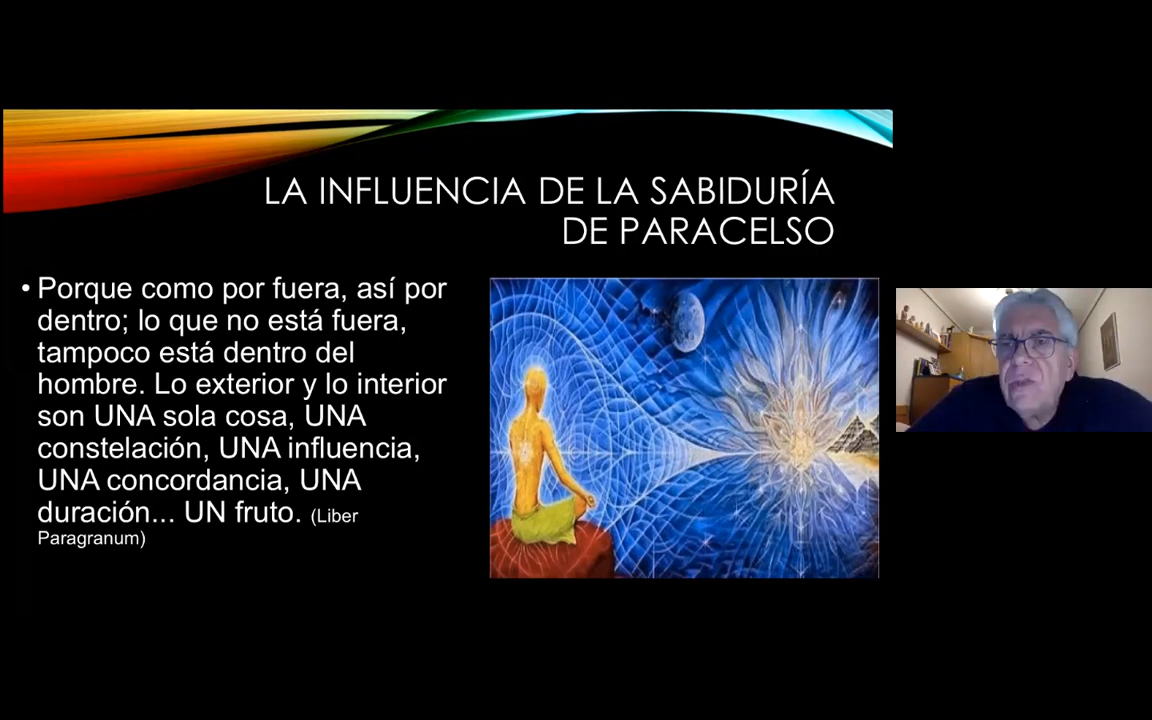 LA INFLUENCIA DE LA SABIDURÍA
DE PARACELSO
• Porque como por fuera, así por
dentro; lo que no está fuera,
tampoco está dentro del
hombre. Lo exterior y lo interior
son UNA sola cosa, UNA
constelación, UNA influencia,
UNA concordancia, UNA
duración... UN fruto. (Liber
Paragranum)